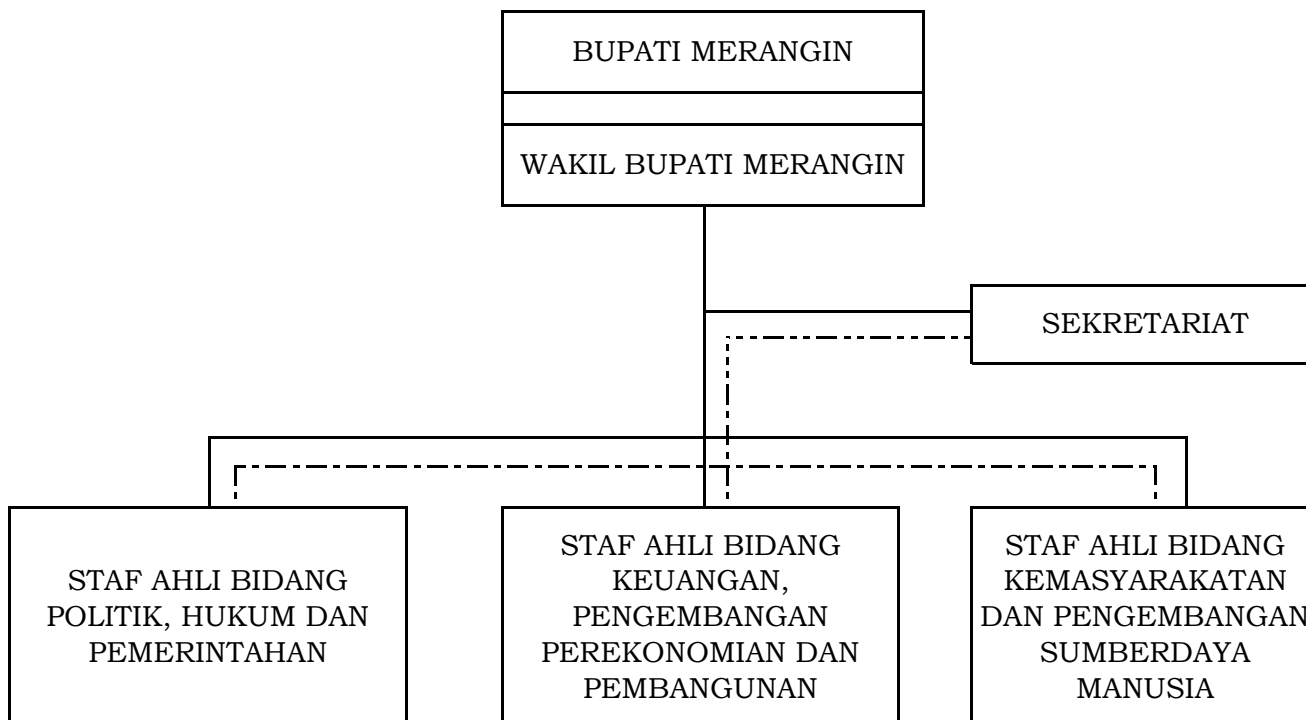 BUPATI MERANGIN
WAKIL BUPATI MERANGIN
SEKRETARIAT
STAF AHLI BIDANG
POLITIK, HUKUM DAN
PEMERINTAHAN
STAF AHLI BIDANG
KEUANGAN,
PENGEMBANGAN
PEREKONOMIAN DAN
PEMBANGUNAN
STAF AHLI BIDANG
KEMASYARAKATAN
DAN PENGEMBANGAN
SUMBERDAYA
MANUSIA